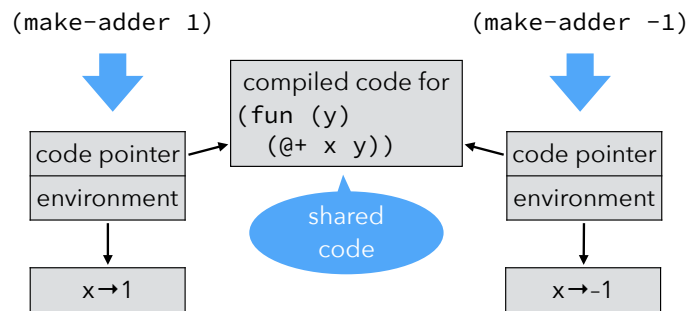 (make-adder 1)
(make-adder -1)
compiled code for
(fun (y)
(@+ x y))
code pointer
environment
code pointer
environment
shared
code
x→1
x→–1